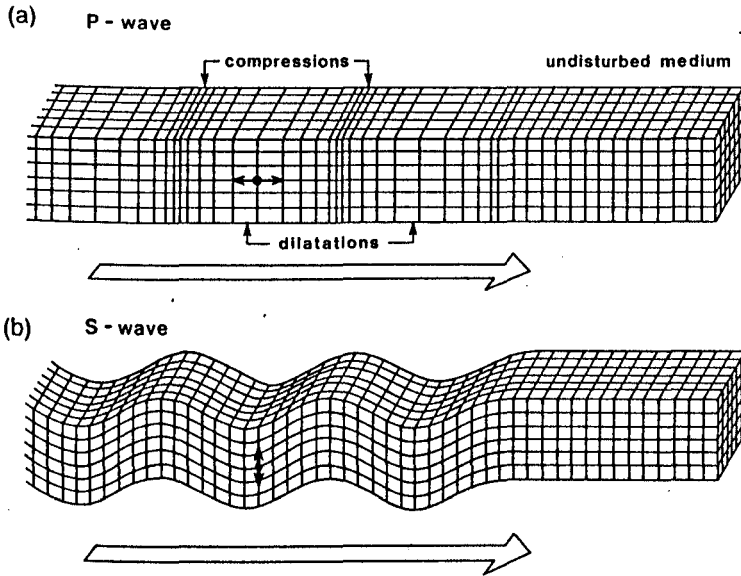 (a) P - wave
compressions undisturbed medium
dilatations
(b) S - wave